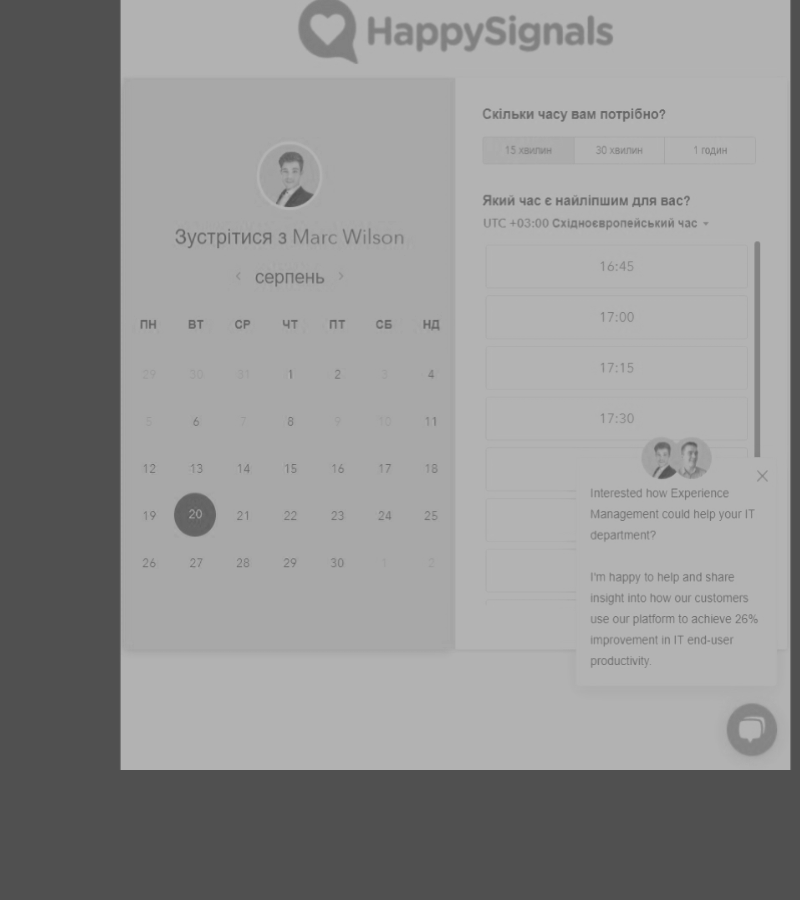 HappySignals
Зустрітися з Marc Wilson
серпень
ПН ВТ СР ЧТ ПТ СБ НД
29 30 31 1 2 3 4
5 6 7 8 9 10 11
12 13 14 15 16 17 18
19 20 21 22 23 24 25
26 27 28 29 30 1 2
Скільки часу вам потрібно?
15 хвилин 30 хвилин 1 годин
Який час є найліпшим для вас?
UTC +03:00 Східноєвропейський час
16:45
17:00
17:15
17:30
Interested how Experience
Management could help your IT
department?
I'm happy to help and share
insight into how our customers
use our platform to achieve 26%
improvement in IT end-user
productivity.